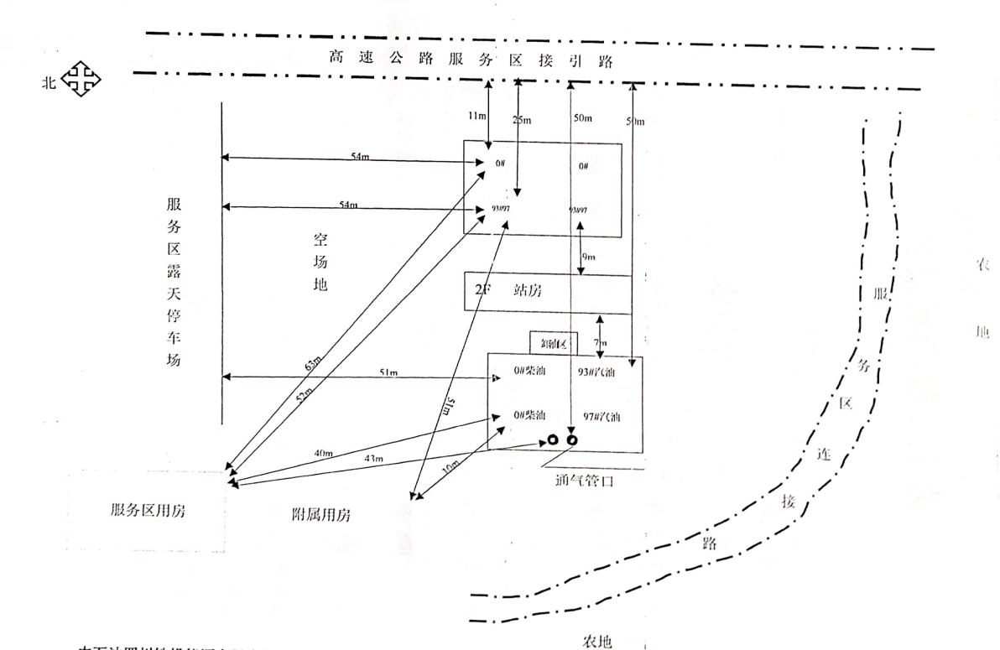 高速公路服务区接引路
北
11m
25m
50m
50m
54m
0#
0#
服务区露天停车场
54m
93#97
93#97
空场地
9m
农地
2F 站房
服务区连接路
卸油区
7m
63m
51m
0#柴油
93#汽油
52m
51m
0#柴油
97#汽油
40m
43m
10m
通气管口
服务区用房
附属用房
农地